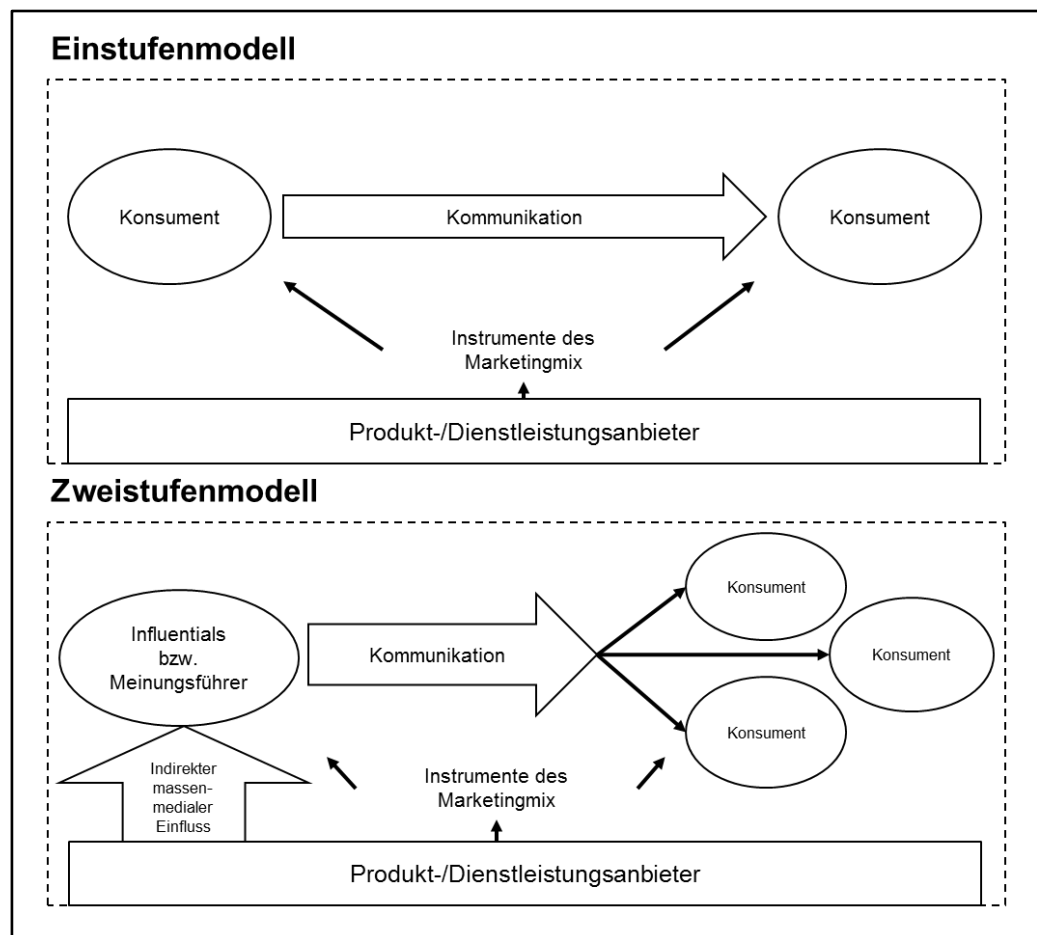 Einstufenmodell
Konsument
Kommunikation
Konsument
Instrumente des
Marketingmix
Produkt-/Dienstleistungsanbieter
Zweistufenmodell
Influentials
bzw.
Meinungsführer
Kommunikation
Konsument
Konsument
Konsument
Indirekter
massen-
medialer
Einfluss
Instrumente des
Marketingmix
Produkt-/Dienstleistungsanbieter